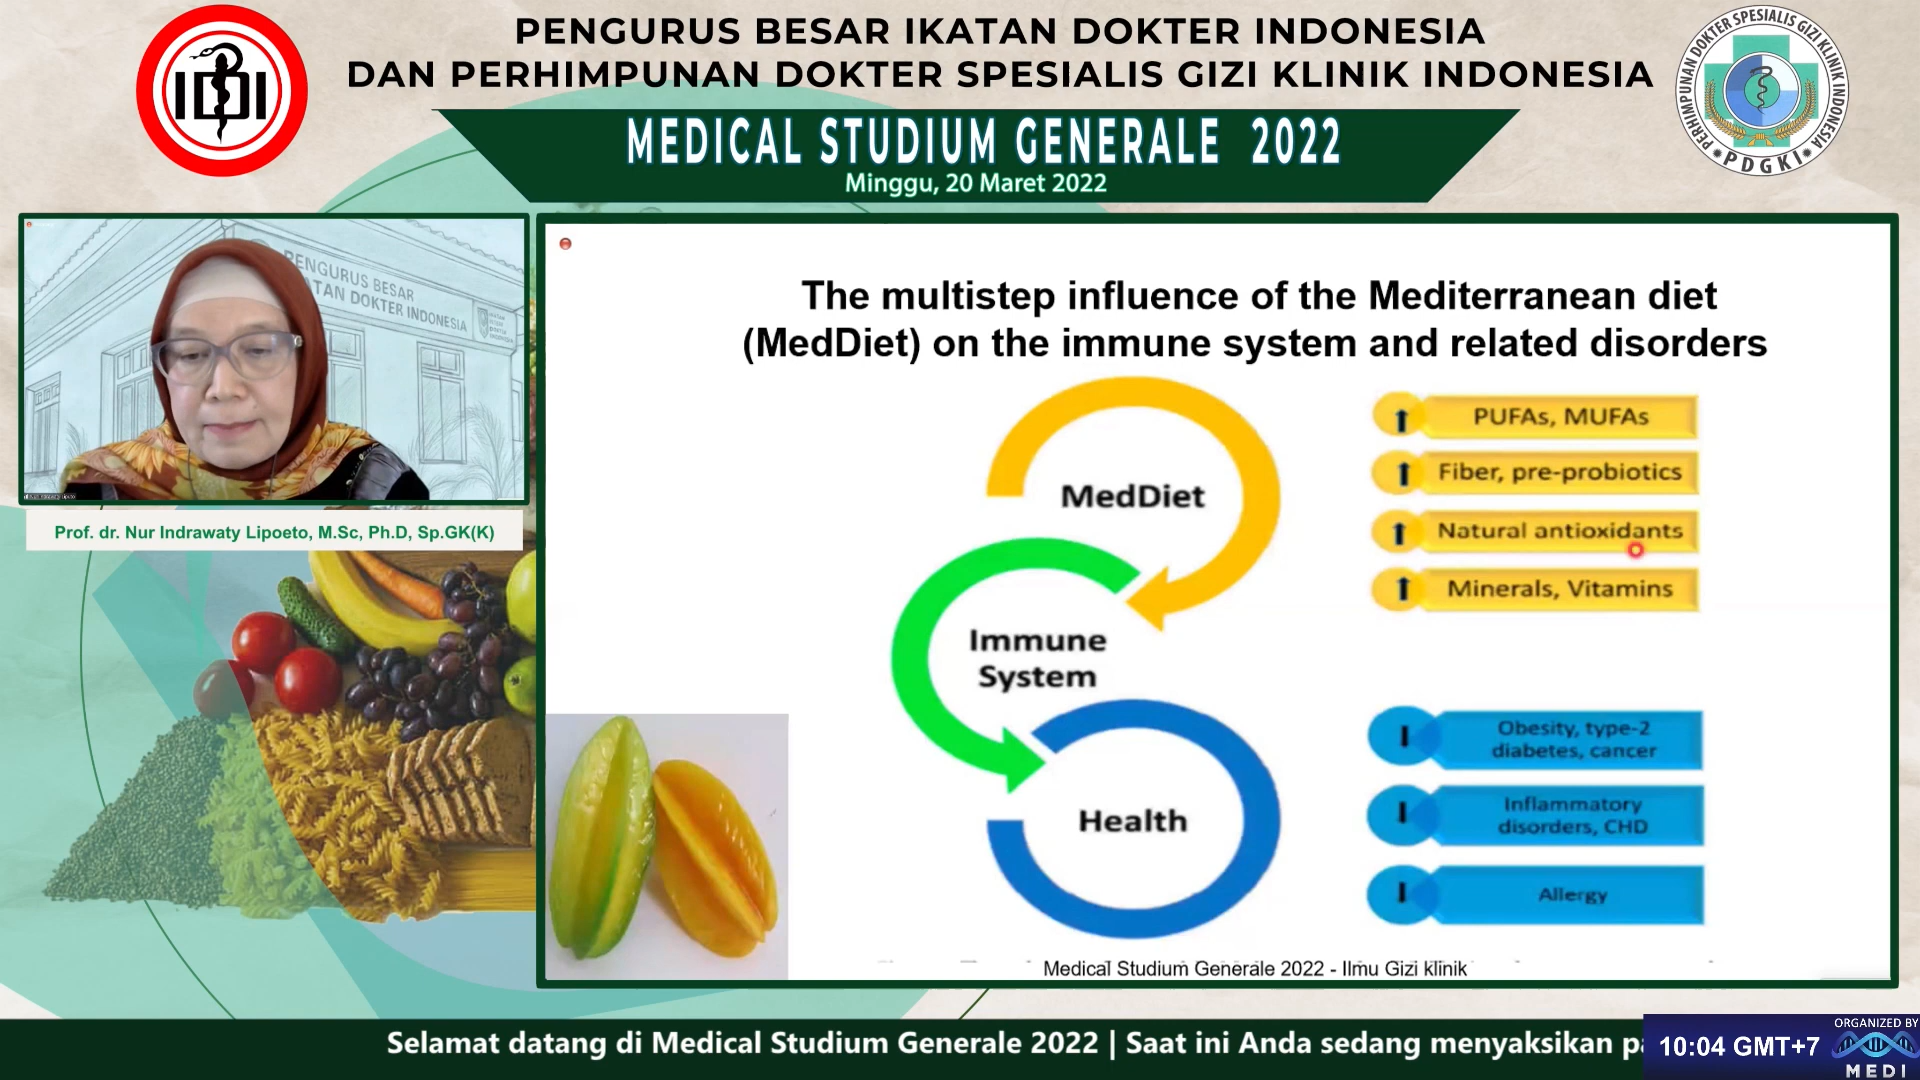 PENGURUS BESAR IKATAN DOKTER INDONESIA
DAN PERHIMPUNAN DOKTER SPESIALIS GIZI KLINIK INDONESIA
IDI
PERHIMPUNAN DOKTER SPESIALIS GIZI KLINIK INDONESIA
PDGKI
MEDICAL STUDIUM GENERALE 2022
Minggu, 20 Maret 2022
PENGURUS BESAR
IKATAN DOKTER INDONESIA
Prof. dr. Nur Indrawaty Lipoeto, M.Sc, Ph.D, Sp.GK(K)
The multistep influence of the Mediterranean diet
(MedDiet) on the immune system and related disorders
MedDiet
Immune
System
Health
PUFAs, MUFAs
Fiber, pre-probiotics
Natural antioxidants
Minerals, Vitamins
Obesity, type-2
diabetes, cancer
Inflammatory
disorders, CHD
Allergy
Medical Studium Generale 2022 - Ilmu Gizi klinik
Selamat datang di Medical Studium Generale 2022 | Saat ini Anda sedang menyaksikan pa
10:04 GMT+7
ORGANIZED BY
MEDI